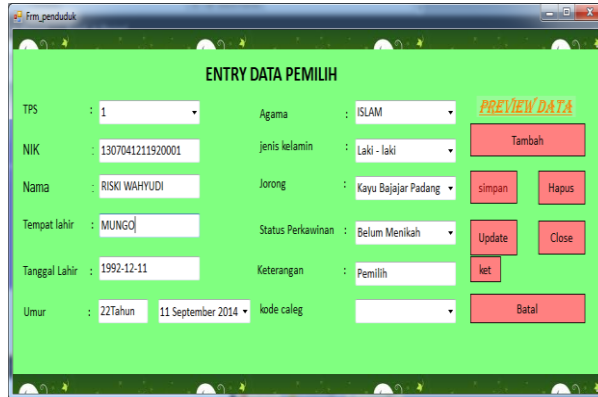 Frm_penduduk
ENTRY DATA PEMILIH
TPS : 1
NIK : 1307041211920001
Nama : RISKI WAHYUDI
Tempat lahir : MUNGO
Tanggal Lahir : 1992-12-11
Umur : 22Tahun 11 September 2014
Agama : ISLAM
jenis kelamin : Laki - laki
Jorong : Kayu Bajajar Padang
Status Perkawinan : Belum Menikah
Keterangan : Pemilih
kode caleg :
PREVIEW DATA
Tambah
simpan Hapus
Update Close
ket
Batal